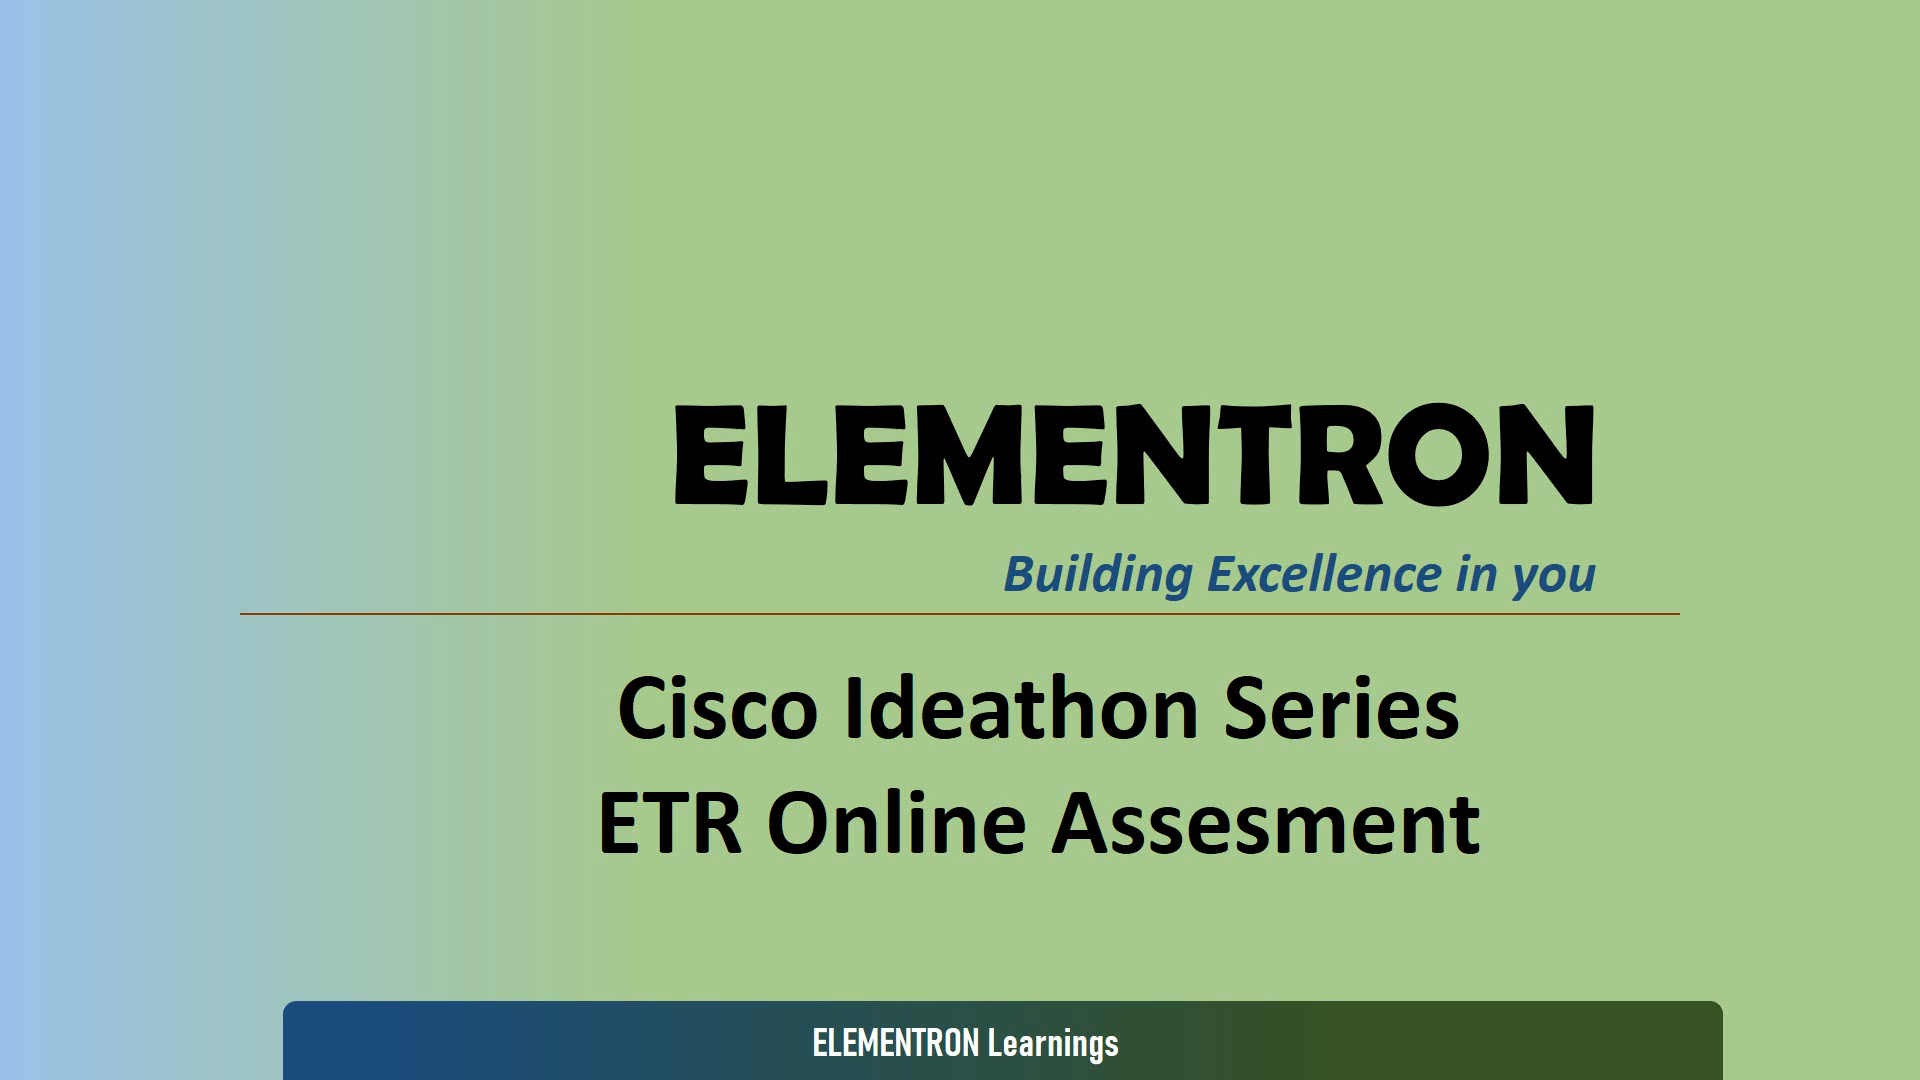 ELEMENTRON
Building Excellence in you
Cisco Ideathon Series
ETR Online Assesment
ELEMENTRON Learnings